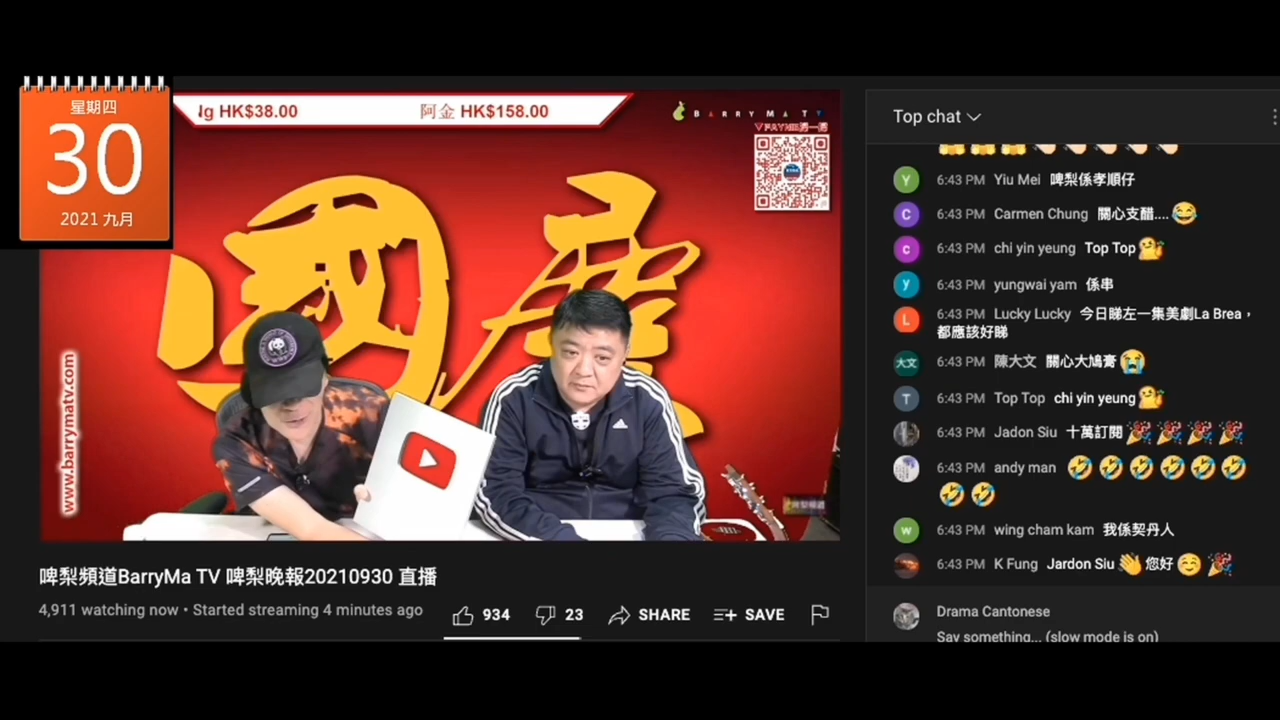 星期四
30
2021 九月
HK$38.00
阿金 HK$158.00
BARRYMA TV
www.barrymatv.com
啤梨頻道BarryMa TV 啤梨晚報20210930 直播
4,911 watching now • Started streaming 4 minutes ago
934
23
SHARE
SAVE
Top chat
6:43 PM Yiu Mei 啤梨係孝順仔
6:43 PM Carmen Chung 關心支醋....😂
6:43 PM chi yin yeung Top Top
6:43 PM yungwai yam 係串
6:43 PM Lucky Lucky 今日睇左一集美劇La Brea，
都應該好睇
6:43 PM 陳大文 關心大鳩膏😭
6:43 PM Top Top chi yin yeung
6:43 PM Jadon Siu 十萬訂閱🎉🎉🎉🎉
6:43 PM andy man 🤣🤣🤣🤣🤣🤣
🤣🤣
6:43 PM wing cham kam 我係契丹人
6:43 PM K Fung Jardon Siu👋您好☺️🎉
Drama Cantonese
Say something... (slow mode is on)